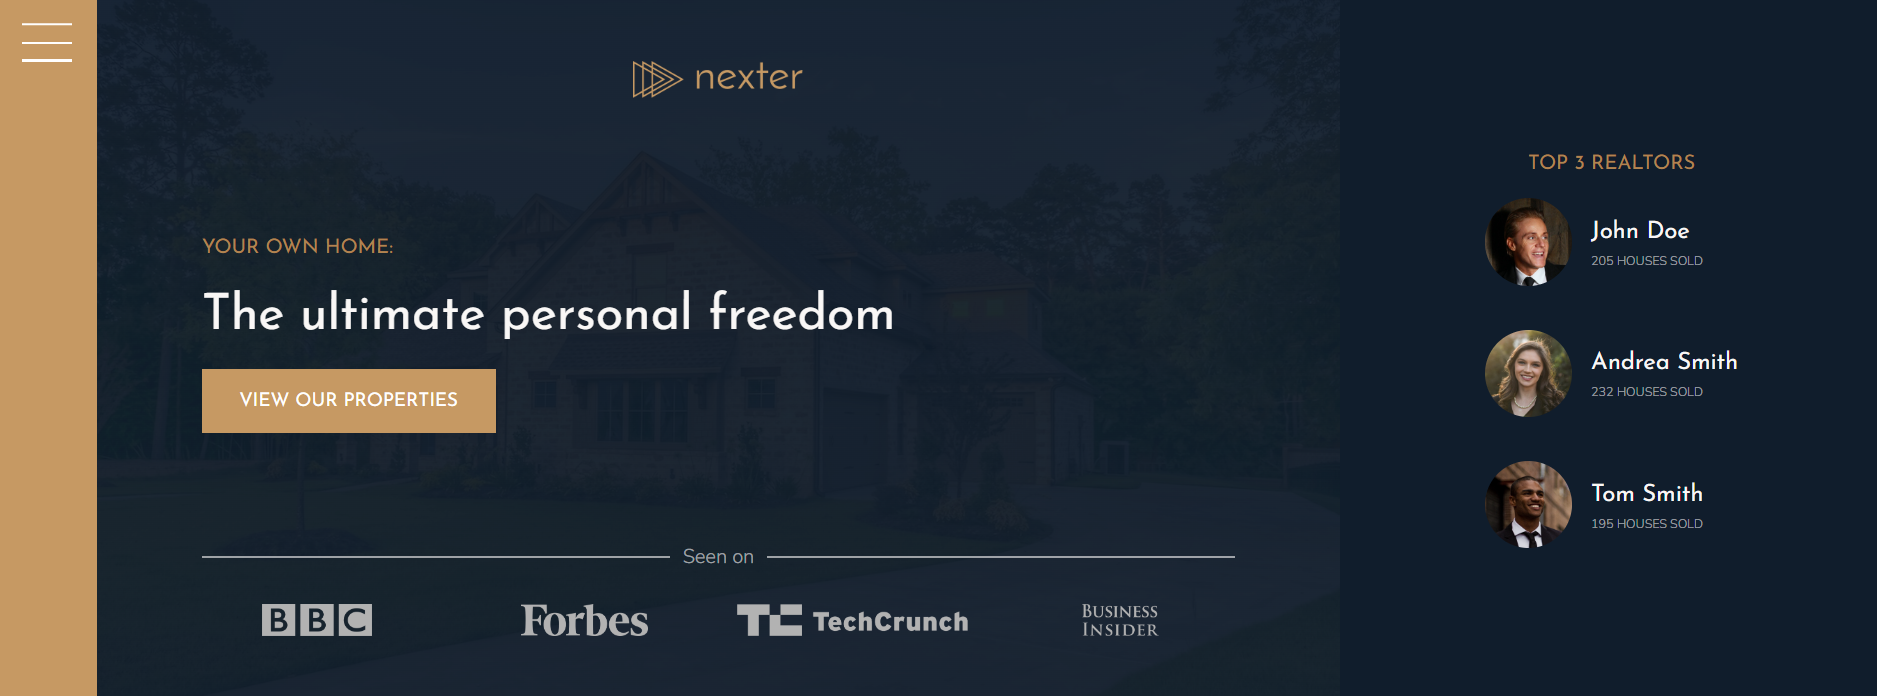 nexter
YOUR OWN HOME:
The ultimate personal freedom
VIEW OUR PROPERTIES
Seen on
BBC
Forbes
TC TechCrunch
BUSINESS
INSIDER
TOP 3 REALTORS
John Doe
205 HOUSES SOLD
Andrea Smith
232 HOUSES SOLD
Tom Smith
195 HOUSES SOLD